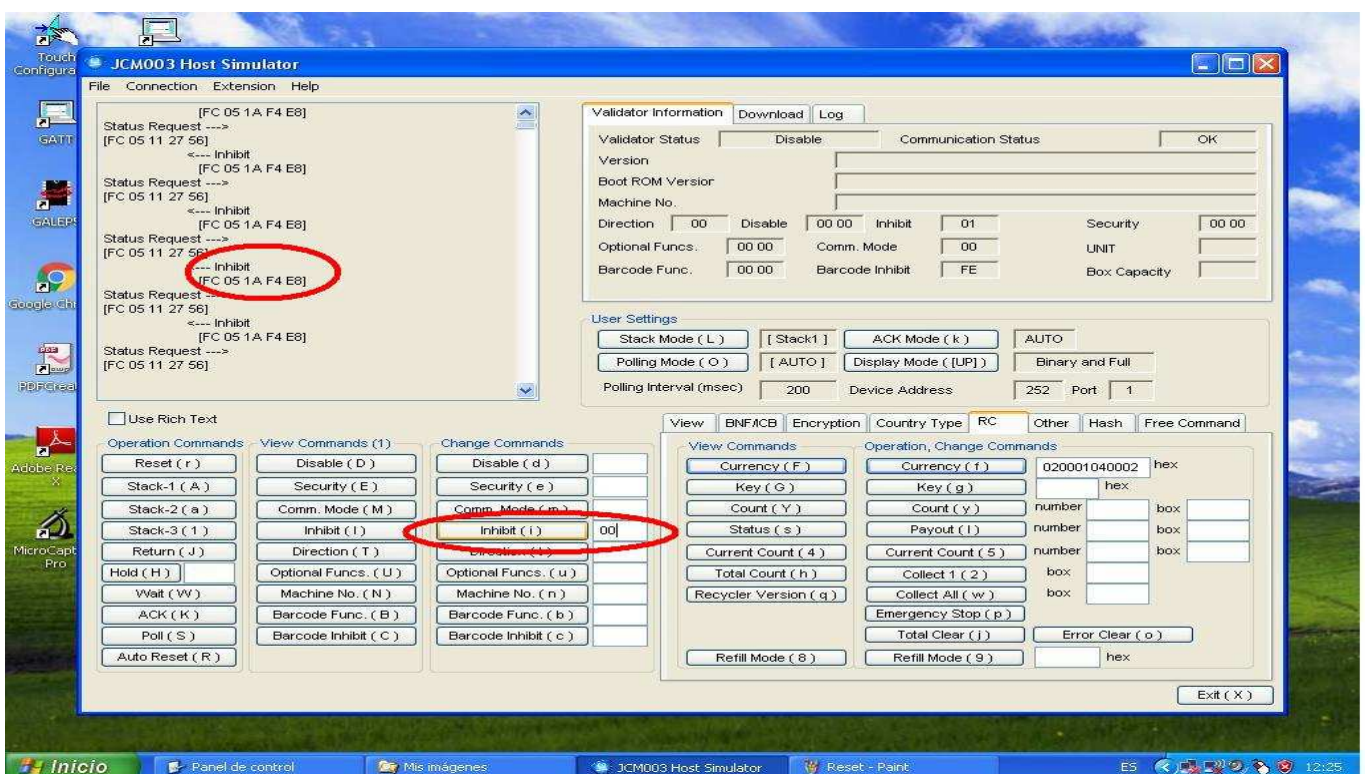 Touch
Configura
GATT
GALEPS
Google Ch
PDFCrea
Adobe Re
X
MicroCapt
Pro
JCM003 Host Simulator
File Connection Extension Help
[FC 05 1A F4 E8]
Status Request --->
[FC 05 11 27 56]
<--- Inhibit
[FC 05 1A F4 E8]
Status Request --->
[FC 05 11 27 56]
<--- Inhibit
[FC 05 1A F4 E8]
Status Request --->
[FC 05 11 27 56]
<--- Inhibit
[FC 05 1A F4 E8]
Status Request --->
[FC 05 11 27 56]
<--- Inhibit
[FC 05 1A F4 E8]
Status Request --->
[FC 05 11 27 56]
Use Rich Text
Validator Information Download Log
Validator Status Disable Communication Status OK
Version
Boot ROM Version
Machine No.
Direction 00 Disable 00 00 Inhibit 01 Security 00 00
Optional Funcs. 00 00 Comm. Mode 00 UNIT
Barcode Func. 00 00 Barcode Inhibit FE Box Capacity
User Settings
Stack Mode ( L ) [ Stack1 ] ACK Mode ( k ) AUTO
Polling Mode ( O ) [ AUTO ] Display Mode ( [UP] ) Binary and Full
Polling Interval (msec) 200 Device Address 252 Port 1
Operation Commands
Reset ( r )
Stack-1 ( A )
Stack-2 ( a )
Stack-3 ( 1 )
Return ( J )
Hold ( H )
Wait ( W )
ACK ( K )
Poll ( S )
Auto Reset ( R )
View Commands (1)
Disable ( D )
Security ( E )
Comm. Mode ( M )
Inhibit ( I )
Direction ( T )
Optional Funcs. ( U )
Machine No. ( N )
Barcode Func. ( B )
Barcode Inhibit ( C )
Change Commands
Disable ( d )
Security ( e )
Comm. Mode ( m )
Inhibit ( i ) 00
Direction ( t )
Optional Funcs. ( u )
Machine No. ( n )
Barcode Func. ( b )
Barcode Inhibit ( c )
View BNF/ICB Encryption Country Type RC Other Hash Free Command
View Commands
Currency ( F )
Key ( G )
Count ( Y )
Status ( s )
Current Count ( 4 )
Total Count ( h )
Recycler Version ( q )
Refill Mode ( 8 )
Operation, Change Commands
Currency ( f ) 020001040002 hex
Key ( g ) hex
Count ( y ) number box
Payout ( l ) number box
Current Count ( 5 ) number box
Collect 1 ( 2 ) box
Collect All ( w ) box
Emergency Stop ( p )
Total Clear ( j ) Error Clear ( o )
Refill Mode ( 9 ) hex
Exit ( X )
Inicio Panel de control Mis imágenes JCM003 Host Simulator Reset - Paint ES 12:25